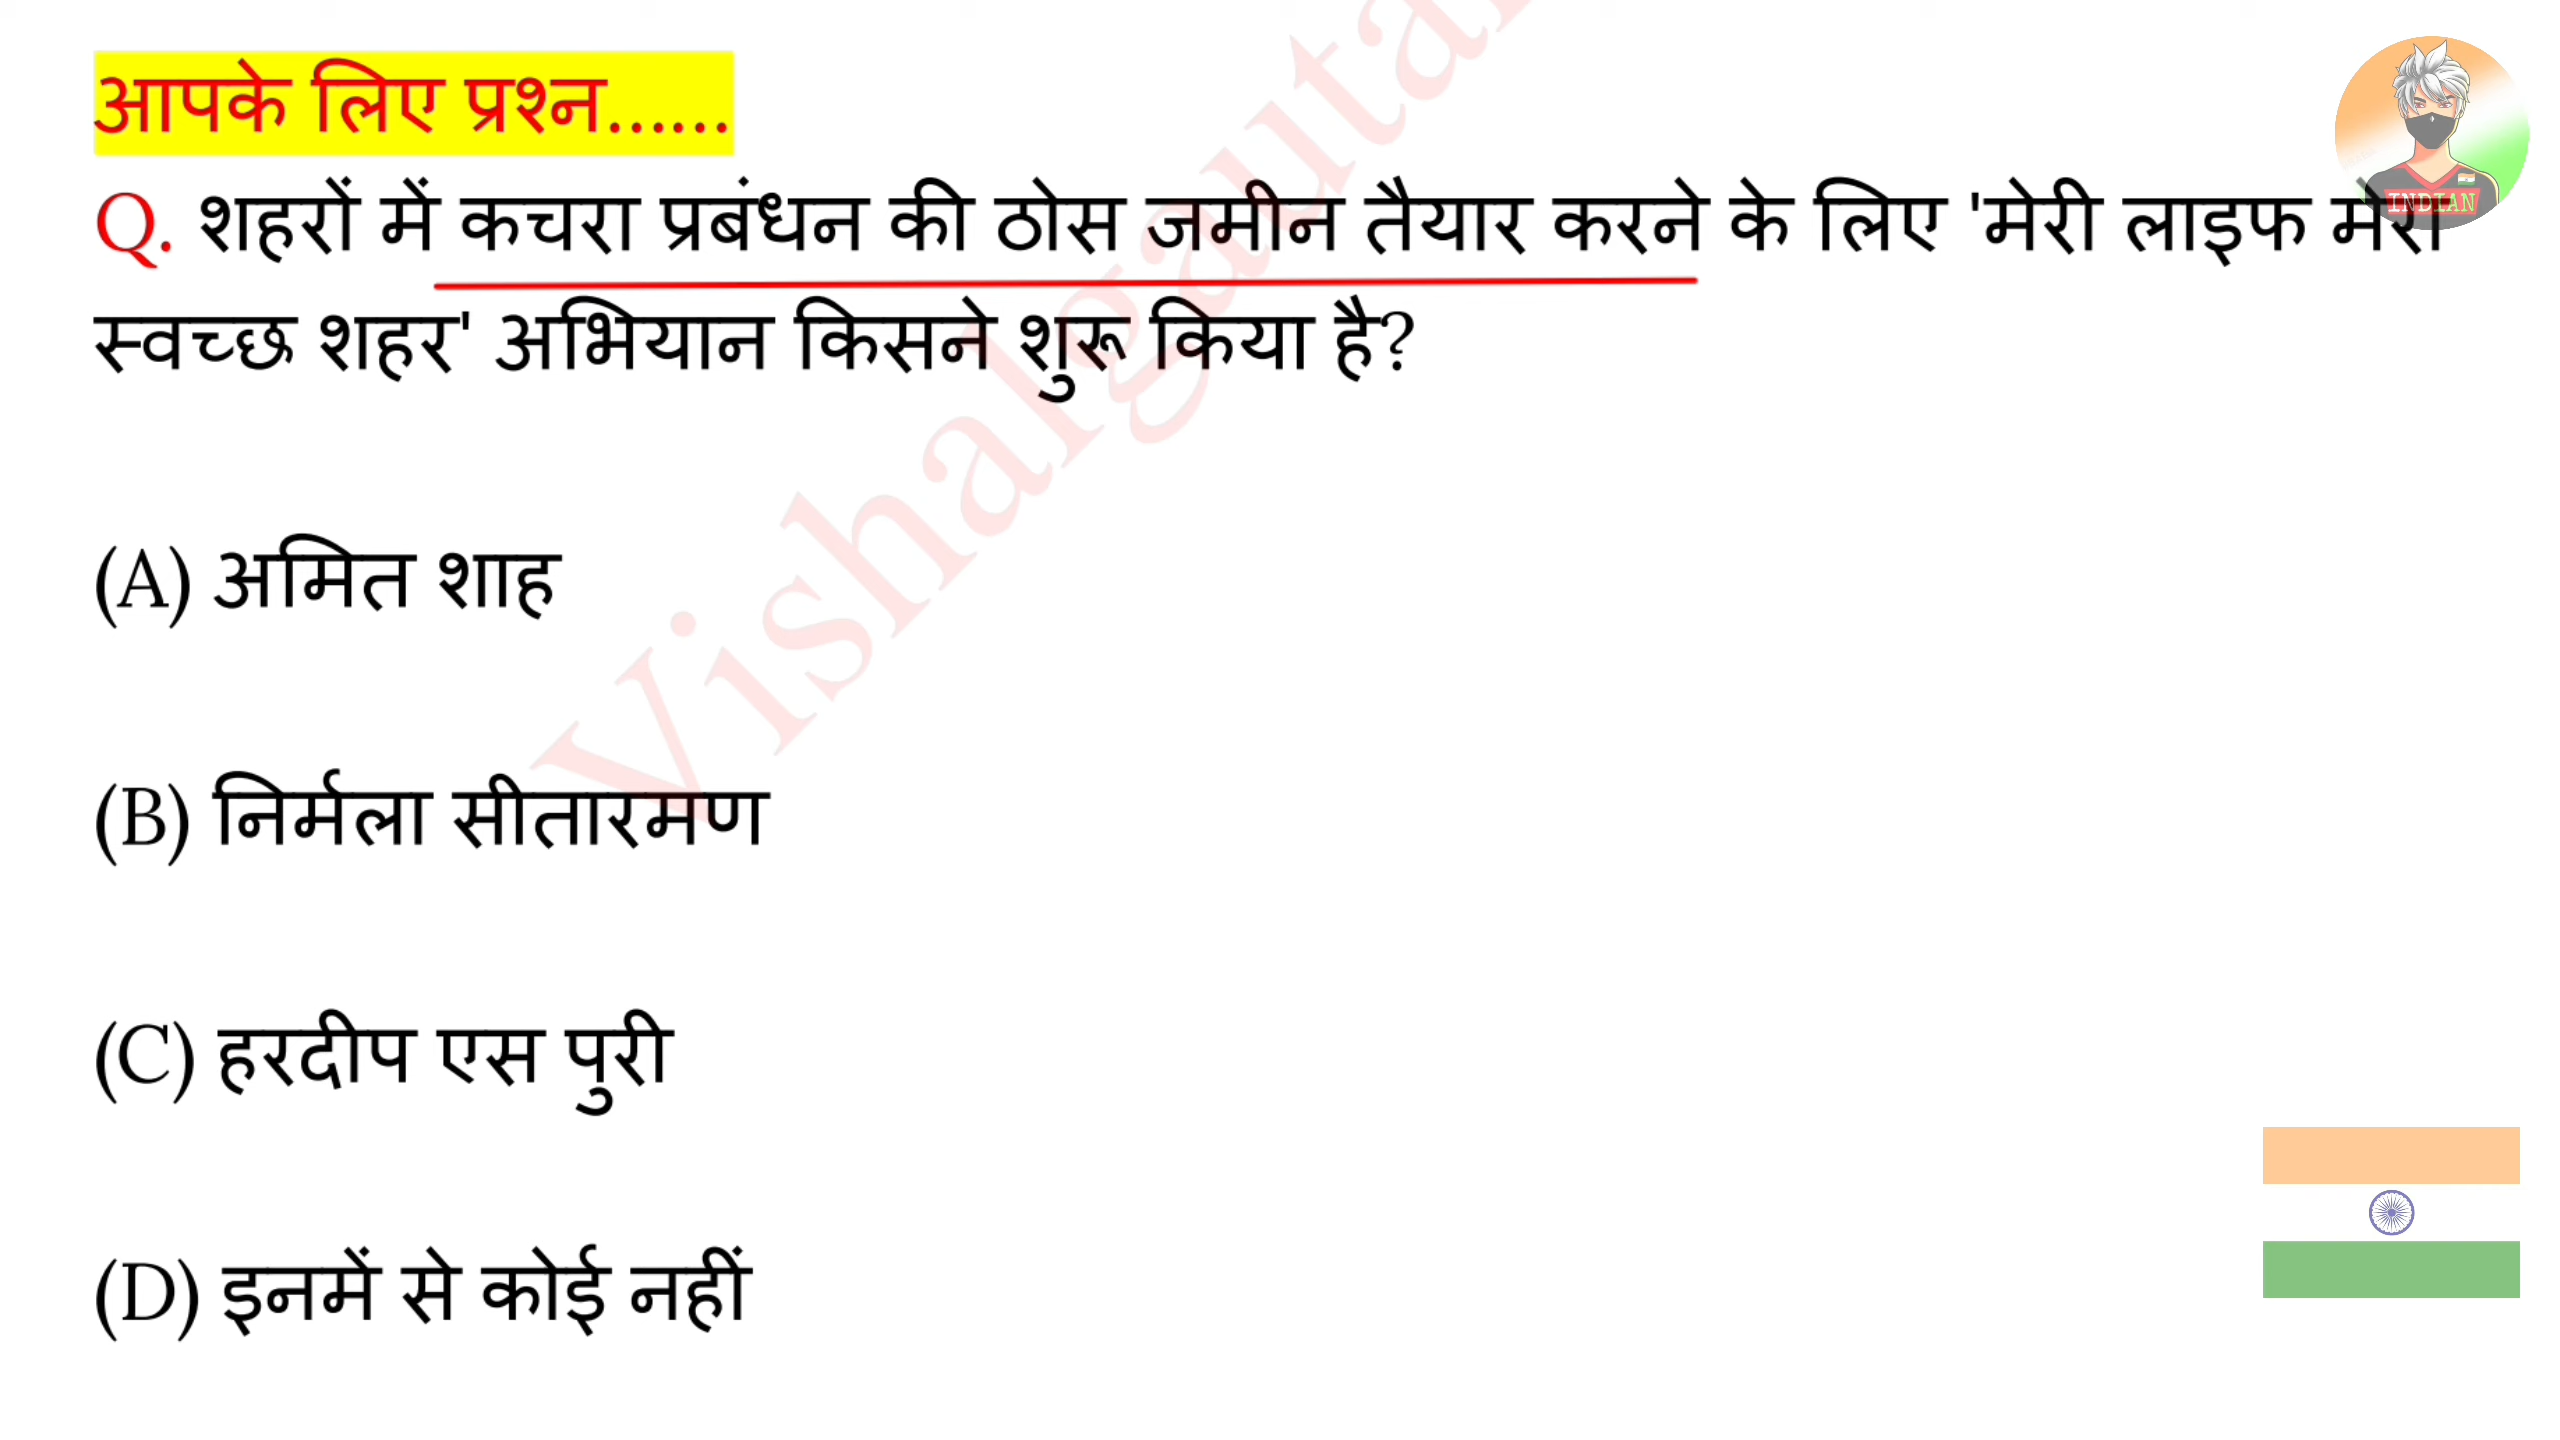 आपके लिए प्रश्न......
Q. शहरों में कचरा प्रबंधन की ठोस जमीन तैयार करने के लिए 'मेरी लाइफ मेरा
स्वच्छ शहर' अभियान किसने शुरू किया है?
(A) अमित शाह
(B) निर्मला सीतारमण
(C) हरदीप एस पुरी
(D) इनमें से कोई नहीं
INDIAN